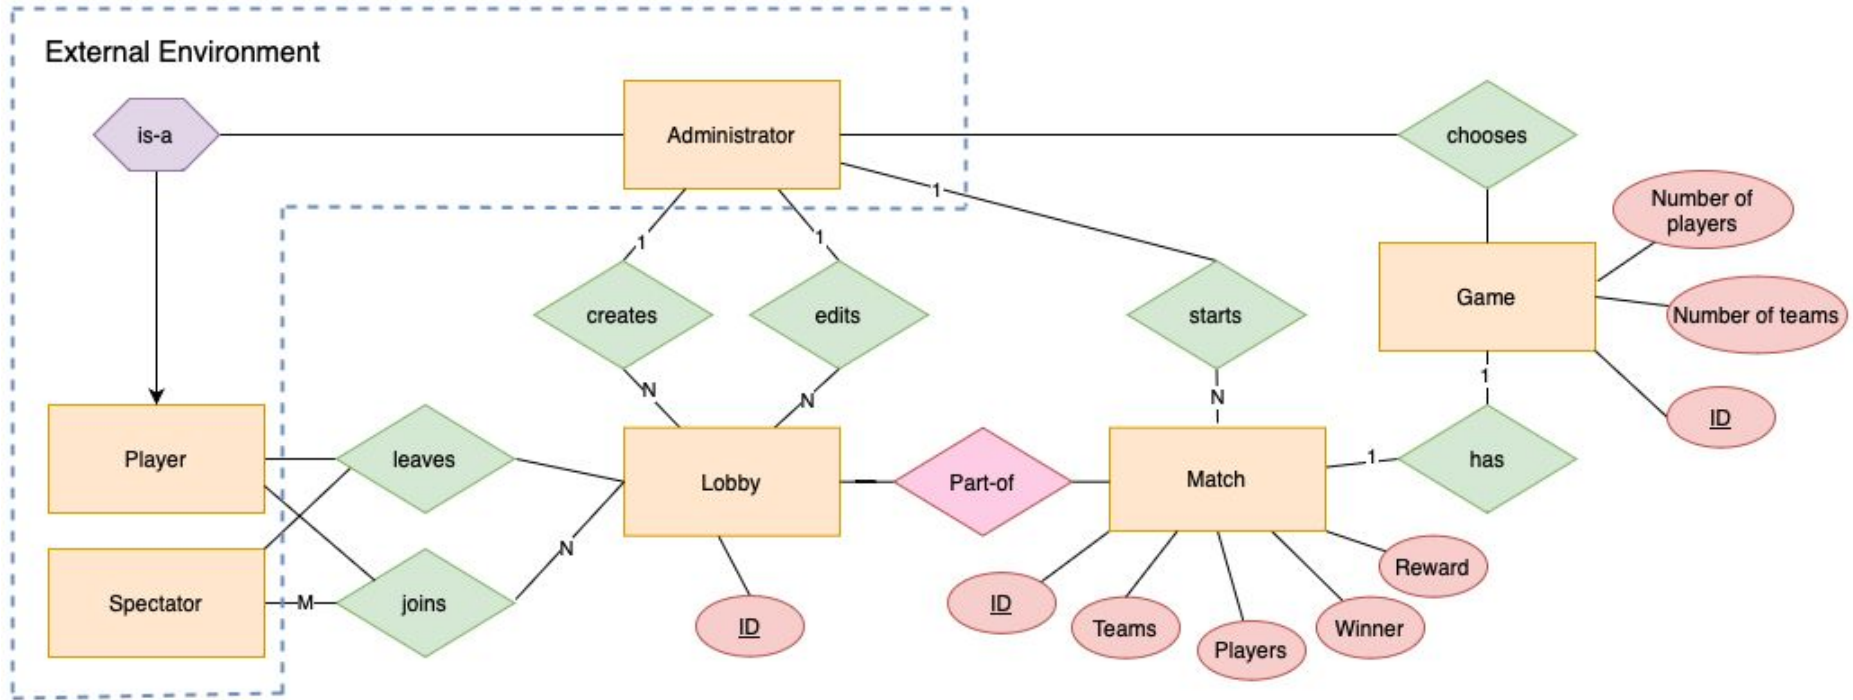 External Environment
is-a
Administrator
chooses
1
Number of
players
1
1
Game
creates
edits
starts
Number of teams
1
N
N
N
ID
Player
leaves
Lobby
Part-of
Match
1
has
N
Reward
Spectator
M
joins
ID
ID
Teams
Players
Winner